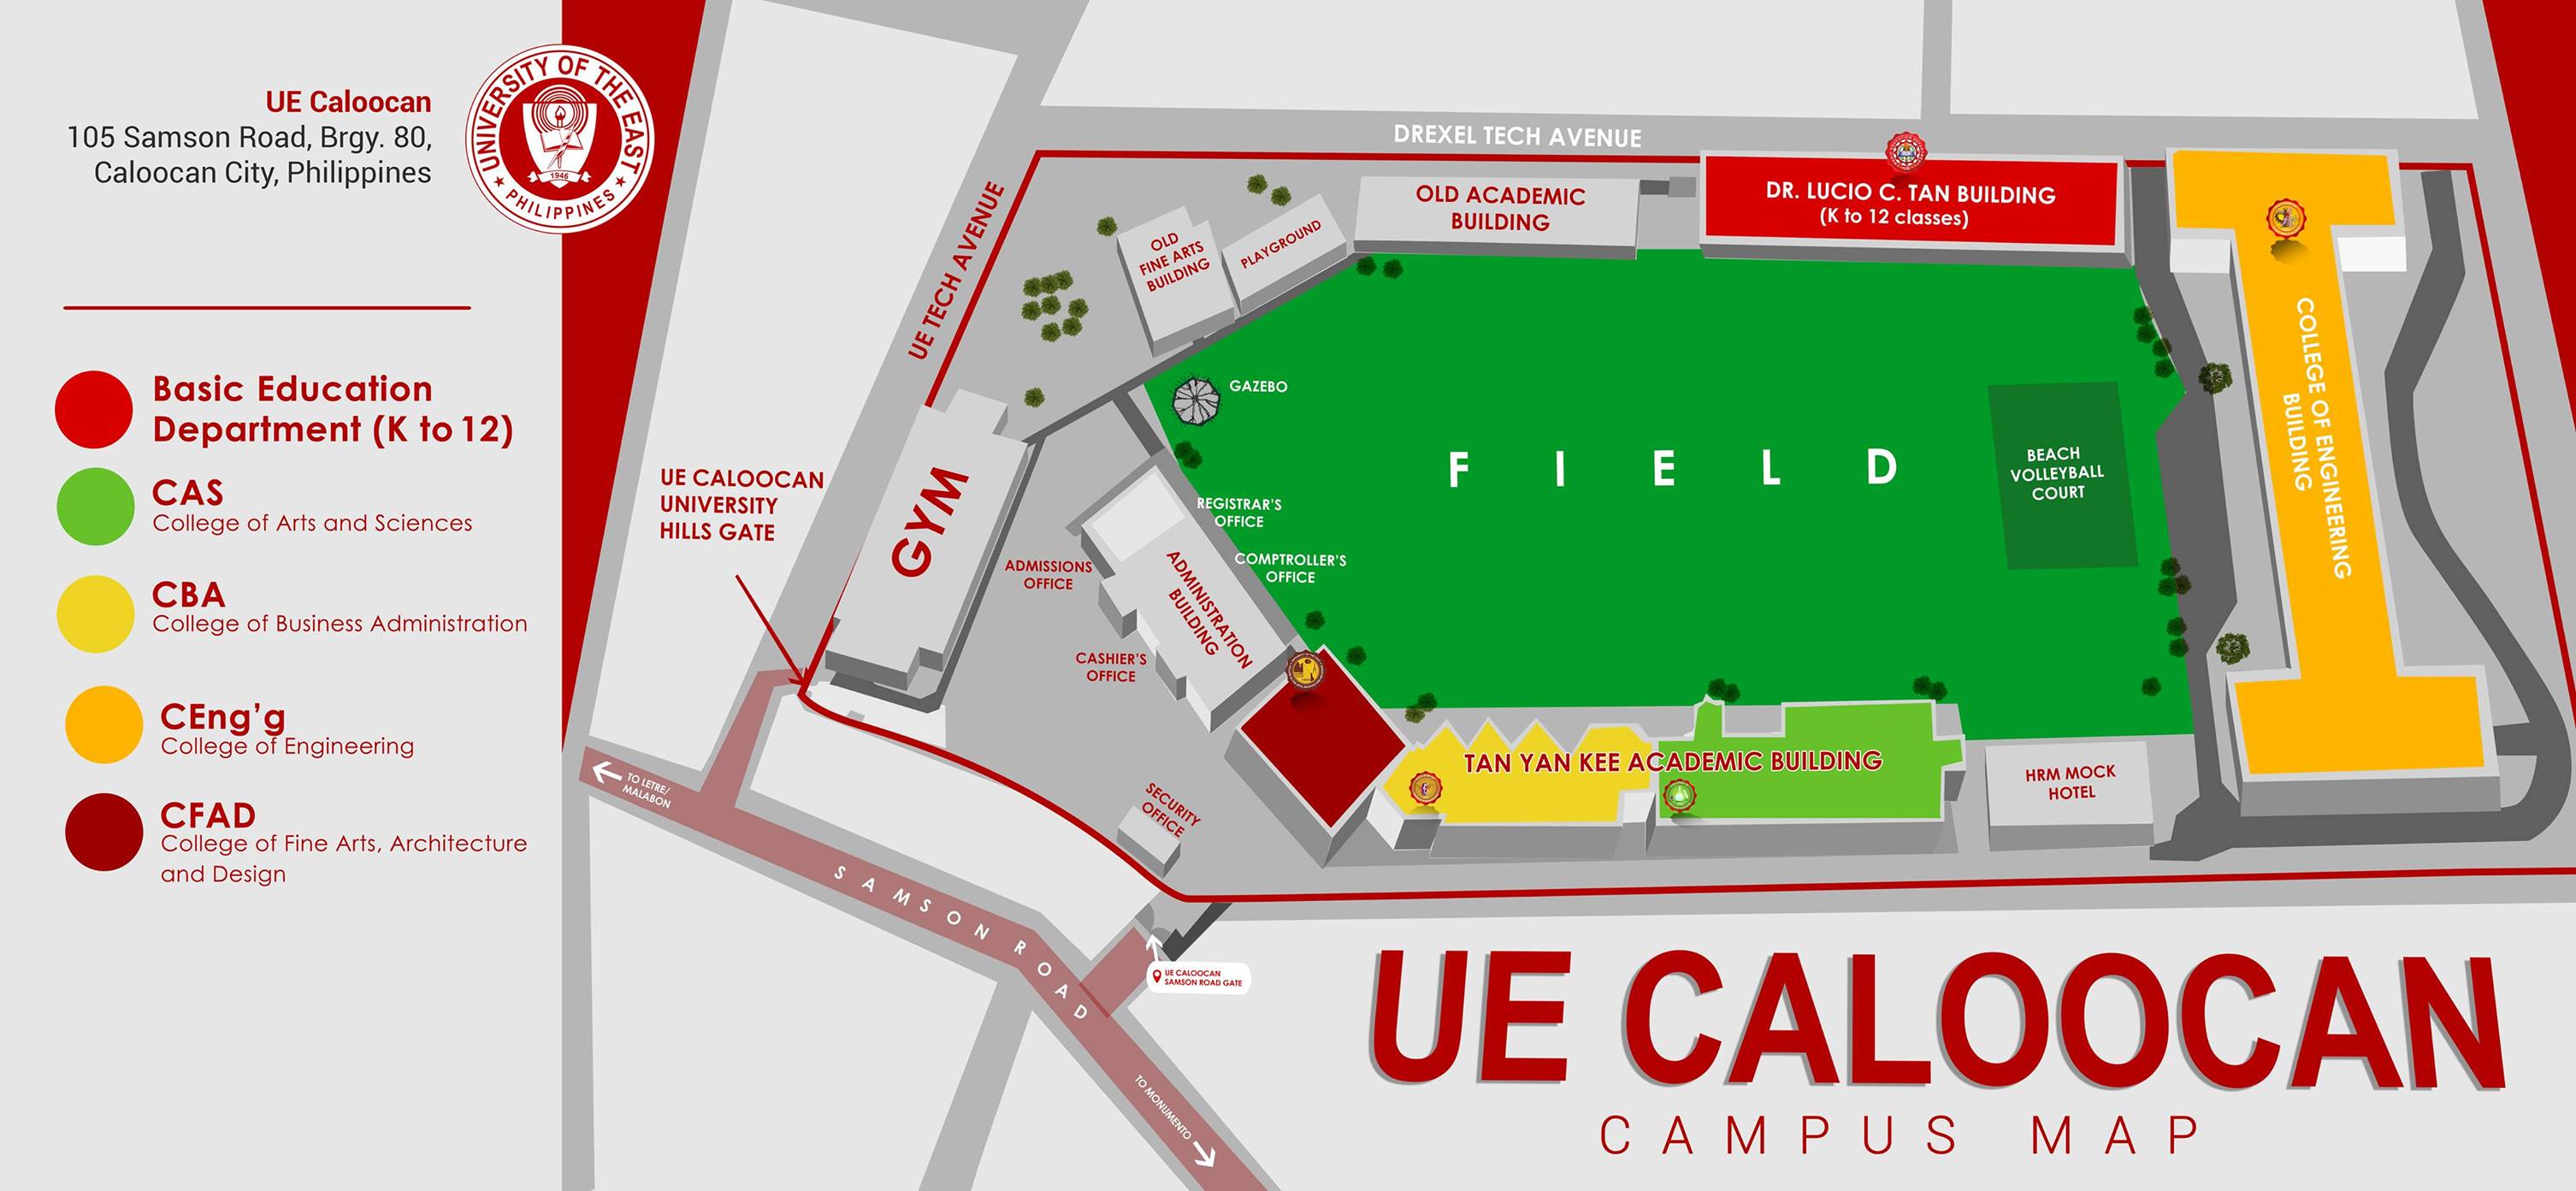 UE Caloocan
105 Samson Road, Brgy. 80,
Caloocan City, Philippines
UNIVERSITY OF THE EAST
1946
PHILIPPINES
Basic Education
Department (K to 12)
CAS
College of Arts and Sciences
CBA
College of Business Administration
CEng'g
College of Engineering
CFAD
College of Fine Arts, Architecture
and Design
DREXEL TECH AVENUE
UE TECH AVENUE
OLD
FINE ARTS
BUILDING
PLAYGROUND
OLD ACADEMIC
BUILDING
DR. LUCIO C. TAN BUILDING
(K to 12 classes)
COLLEGE OF ENGINEERING
BUILDING
GAZEBO
FIELD
BEACH
VOLLEYBALL
COURT
UE CALOOCAN
UNIVERSITY
HILLS GATE
GYM
REGISTRAR'S
OFFICE
COMPTROLLER'S
OFFICE
ADMISSIONS
OFFICE
ADMINISTRATION
BUILDING
CASHIER'S
OFFICE
TAN YAN KEE ACADEMIC BUILDING
HRM MOCK
HOTEL
SECURITY
OFFICE
TO LETRE/
MALABON
SAMSON ROAD
UE CALOOCAN
SAMSON ROAD GATE
TO MONUMENTO
UE CALOOCAN
CAMPUS MAP